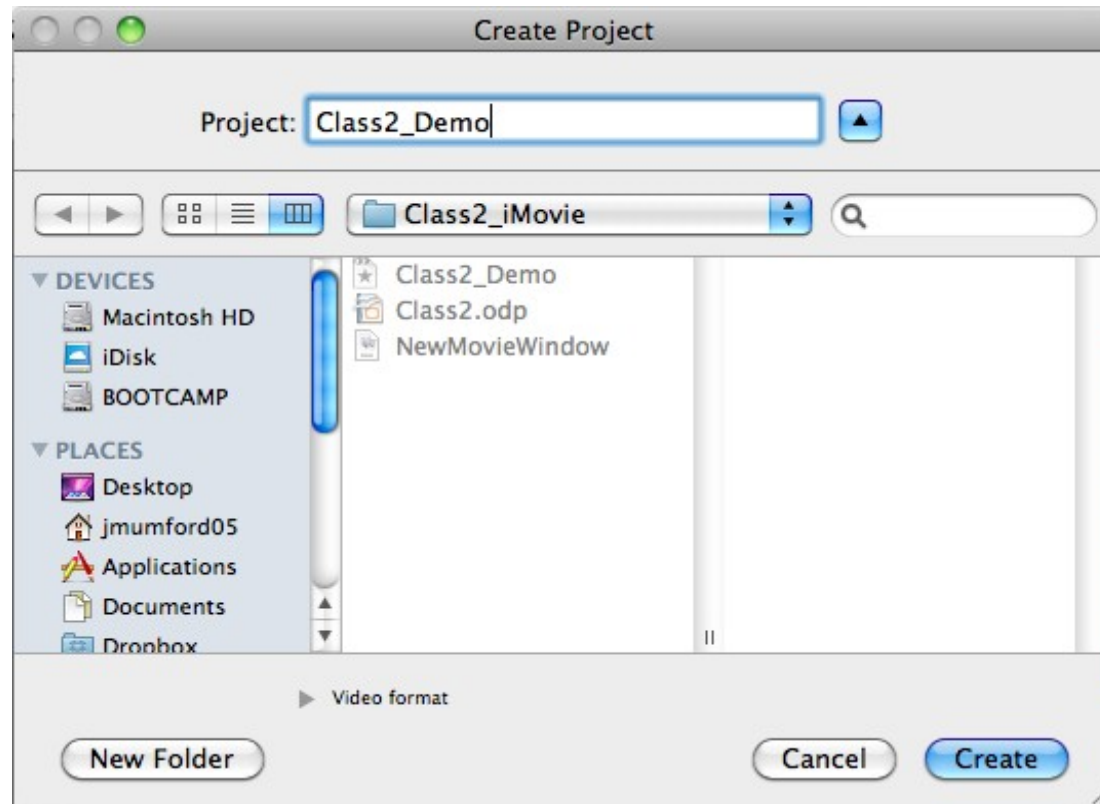 Create Project
Project: Class2_Demo
Class2_iMovie
DEVICES
Macintosh HD
iDisk
BOOTCAMP
PLACES
Desktop
jmumford05
Applications
Documents
Dropbox
Class2_Demo
Class2.odp
NewMovieWindow
Video format
New Folder
Cancel
Create